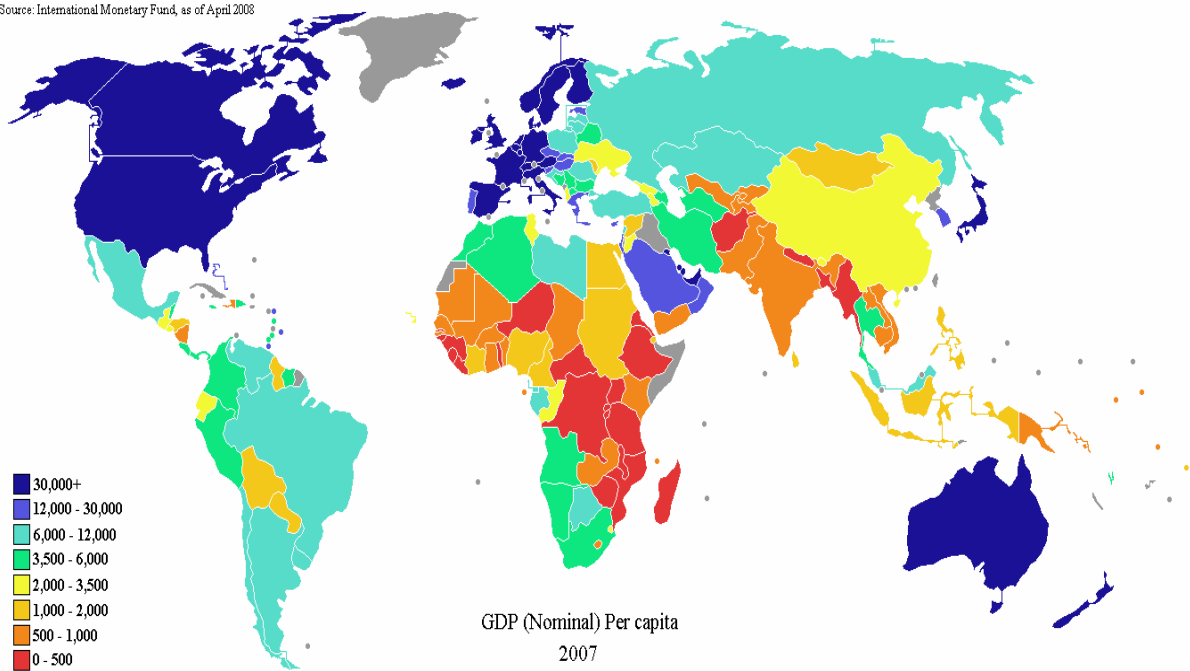 Source: International Monetary Fund, as of April 2008
30,000+
12,000 - 30,000
6,000 - 12,000
3,500 - 6,000
2,000 - 3,500
1,000 - 2,000
500 - 1,000
0 - 500
GDP (Nominal) Per capita
2007